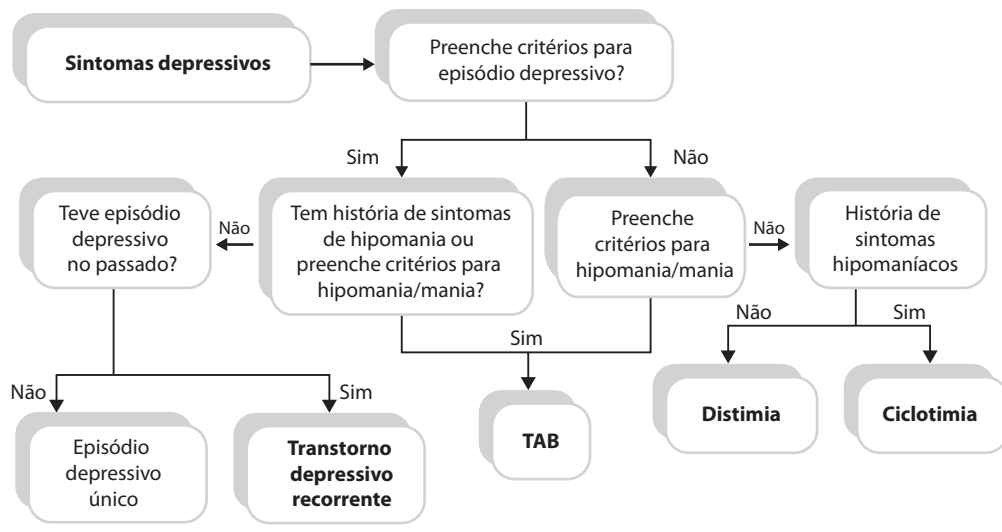 Sintomas depressivos
Preenche critérios para
episódio depressivo?
Sim
Não
Teve episódio
depressivo
no passado?
Não
Tem história de sintomas
de hipomania ou
preenche critérios para
hipomania/mania?
Preenche
critérios para
hipomania/mania
Não
História de
sintomas
hipomaníacos
Não
Sim
Sim
Não
Sim
Episódio
depressivo
único
Transtorno
depressivo
recorrente
TAB
Distimia
Ciclotimia